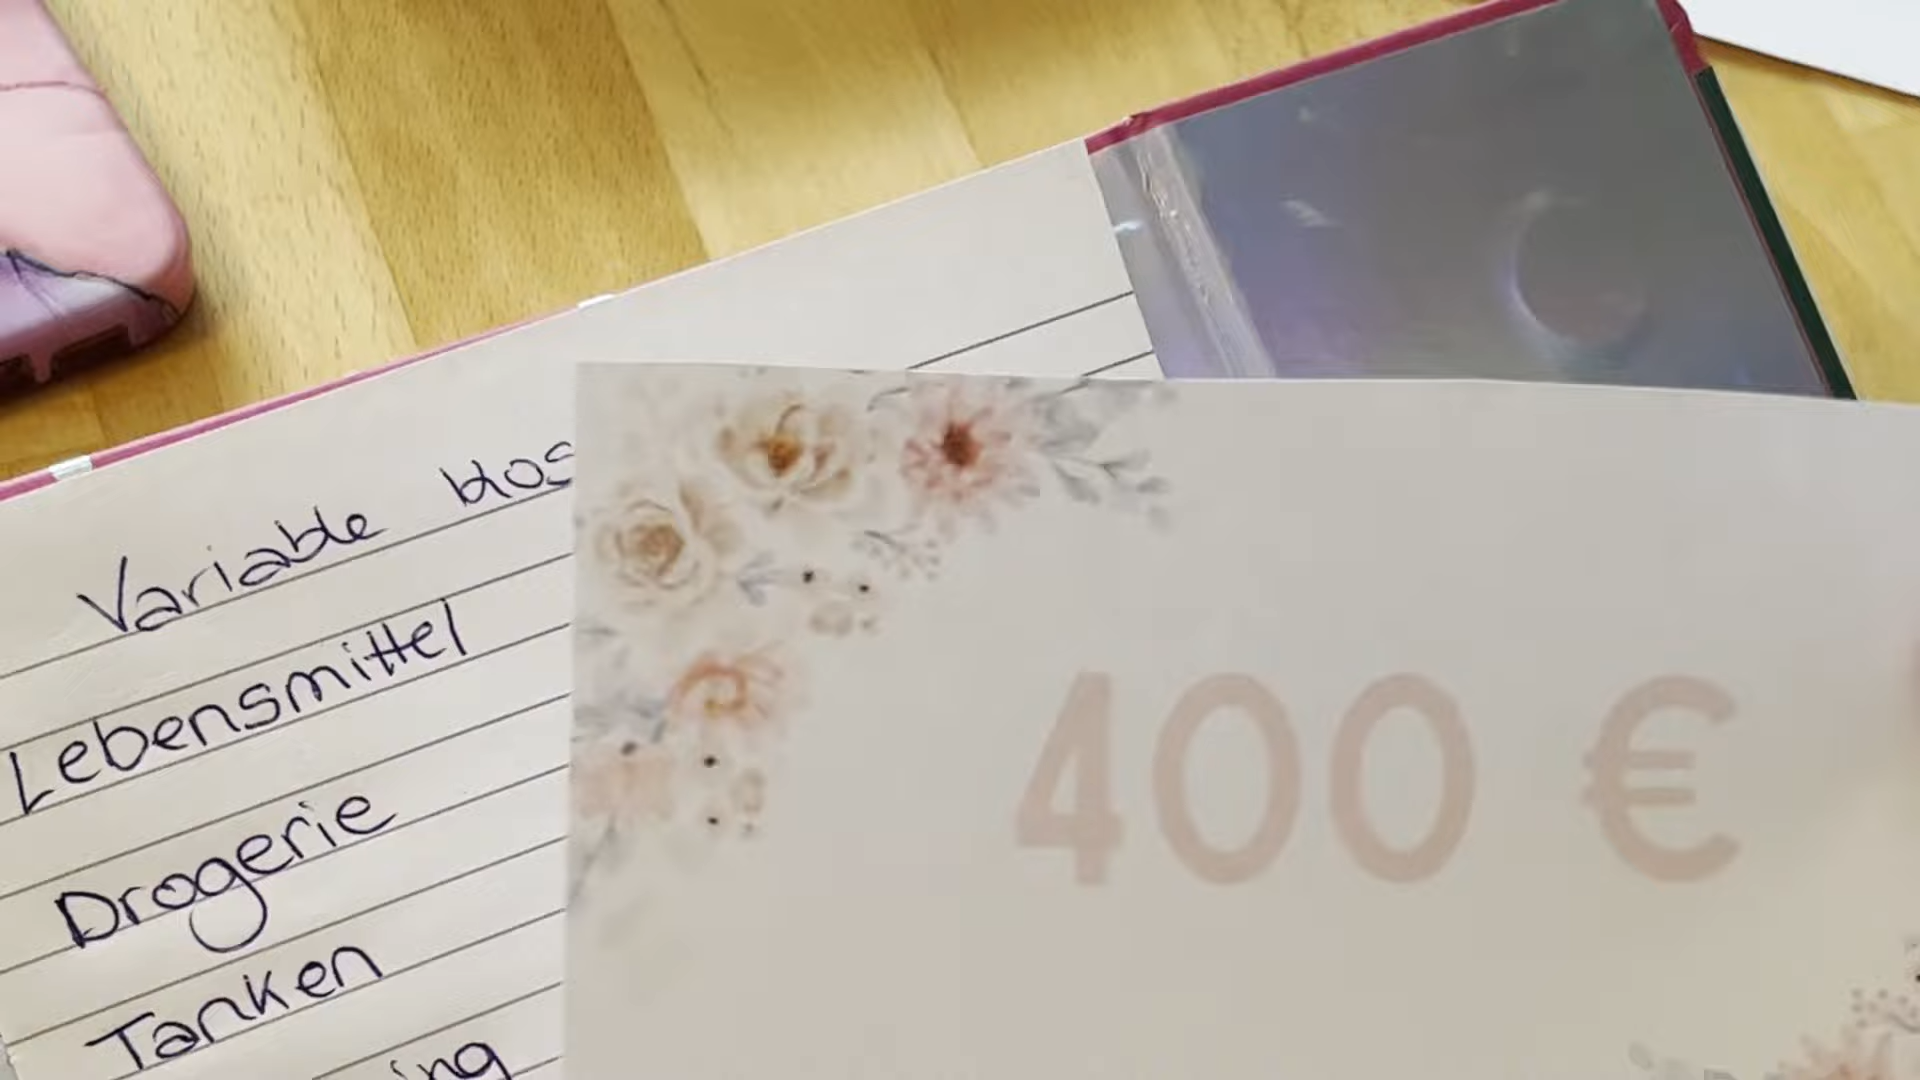 Variable
Lebensmittel
Drogerie
Tanken
400 €